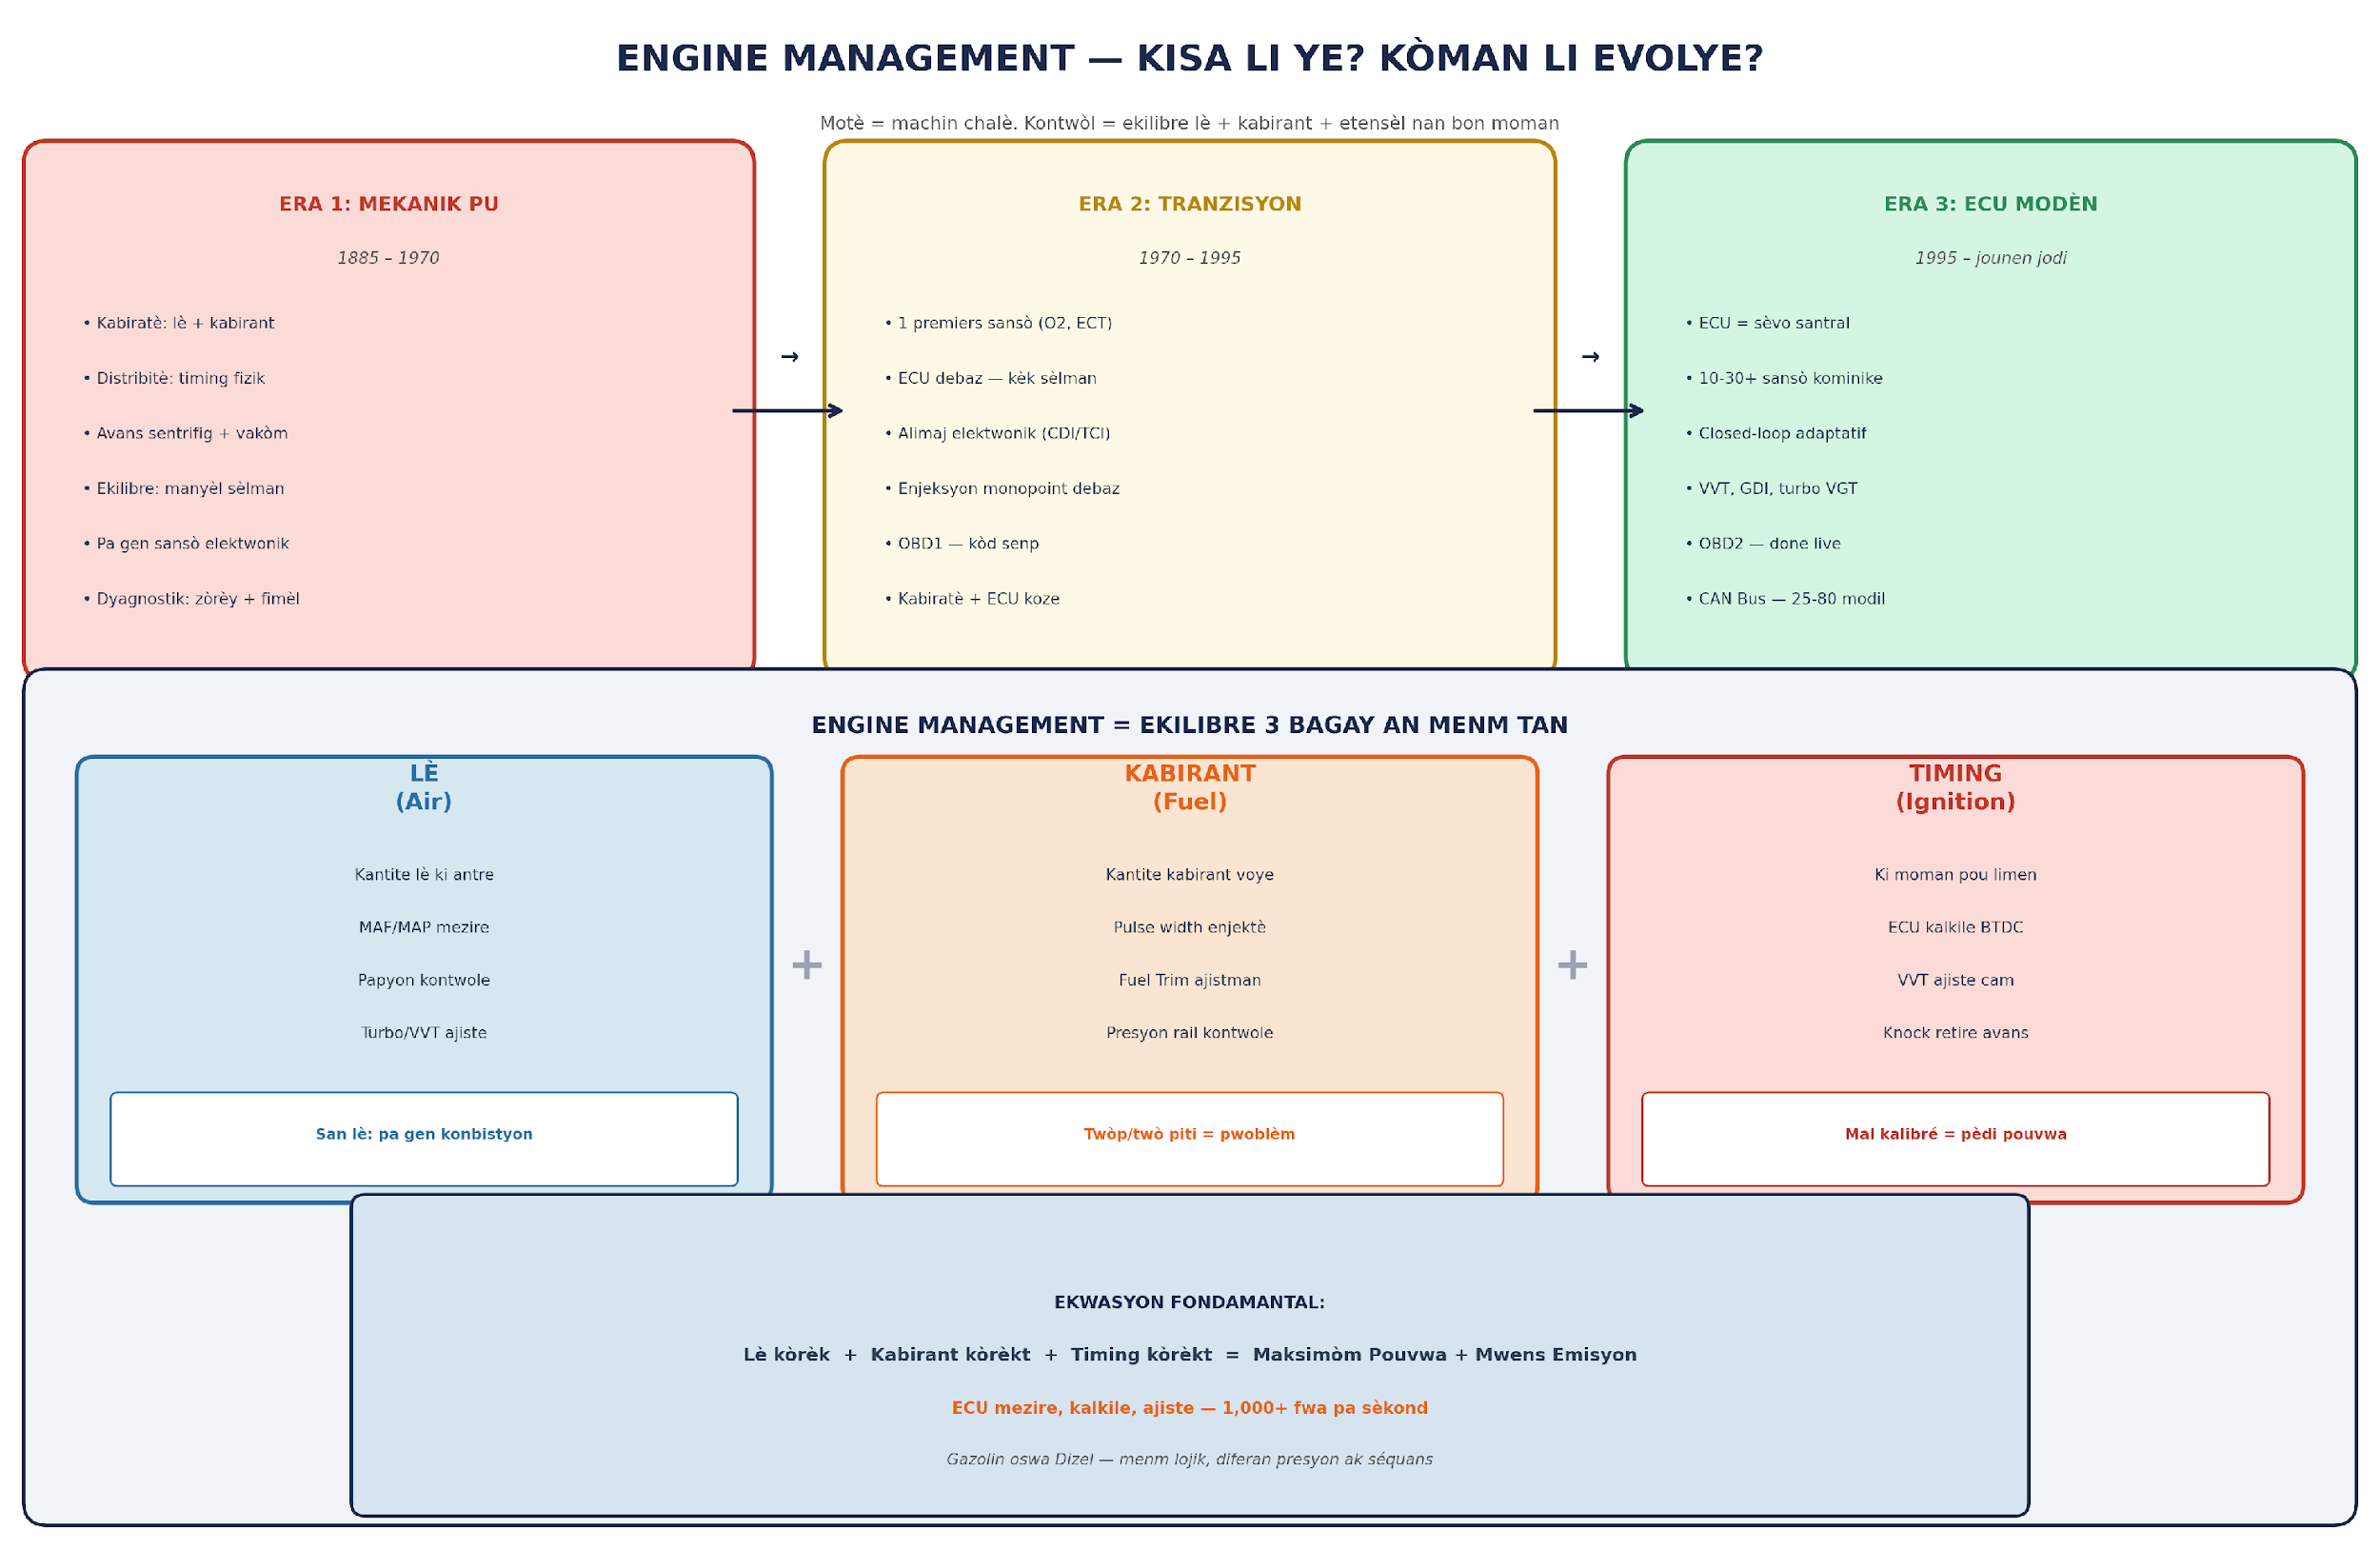 ENGINE MANAGEMENT — KISA LI YE? KÒMAN LI EVOLYE?
Motè = machin chalè. Kontwòl = ekilibre lè + kabirant + etensèl nan bon moman
ERA 1: MEKANIK PU
1885 – 1970
• Kabiratè: lè + kabirant
• Distribitè: timing fizik
• Avans sentrifig + vakòm
• Ekilibre: manyèl sèlman
• Pa gen sansò elektwonik
• Dyagnostik: zòrèy + fimèl
→
ERA 2: TRANZISYON
1970 – 1995
• 1 premiers sansò (O2, ECT)
• ECU debaz — kèk sèlman
• Alimaj elektwonik (CDI/TCI)
• Enjeksyon monopoint debaz
• OBD1 — kòd senp
• Kabiratè + ECU koze
→
ERA 3: ECU MODÈN
1995 – jounen jodi
• ECU = sèvo santral
• 10-30+ sansò kominike
• Closed-loop adaptatif
• VVT, GDI, turbo VGT
• OBD2 — done live
• CAN Bus — 25-80 modil
ENGINE MANAGEMENT = EKILIBRE 3 BAGAY AN MENM TAN
LÈ
(Air)
Kantite lè ki antre
MAF/MAP mezire
Papyon kontwole
Turbo/VVT ajiste
San lè: pa gen konbistyon
+
KABIRANT
(Fuel)
Kantite kabirant voye
Pulse width enjektè
Fuel Trim ajistman
Presyon rail kontwole
Twòp/twò piti = pwoblèm
+
TIMING
(Ignition)
Ki moman pou limen
ECU kalkile BTDC
VVT ajiste cam
Knock retire avans
Mal kalibré = pèdi pouvwa
EKWASYON FONDAMANTAL:
Lè kòrèk + Kabirant kòrèkt + Timing kòrèkt = Maksimòm Pouvwa + Mwens Emisyon
ECU mezire, kalkile, ajiste — 1,000+ fwa pa sèkond
Gazolin oswa Dizel — menm lojik, diferan presyon ak séquans